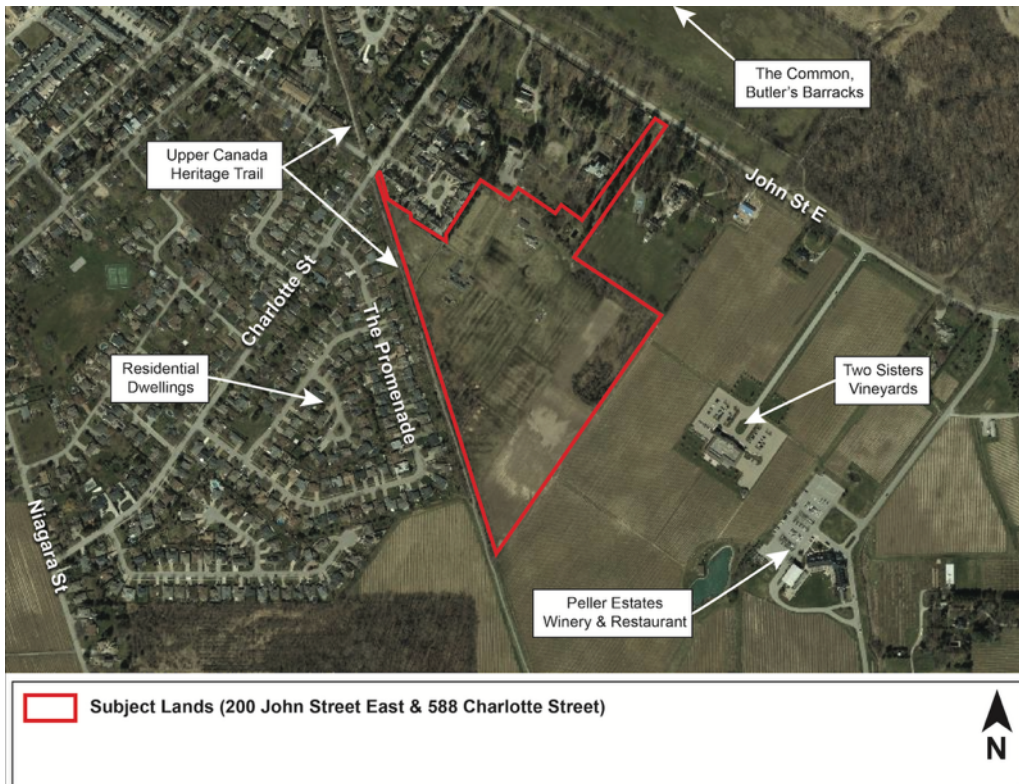 The Common,
Butler's Barracks
Upper Canada
Heritage Trail
John St E
Charlotte St
The Promenade
Residential
Dwellings
Two Sisters
Vineyards
Niagara St
Peller Estates
Winery & Restaurant
Subject Lands (200 John Street East & 588 Charlotte Street)
N